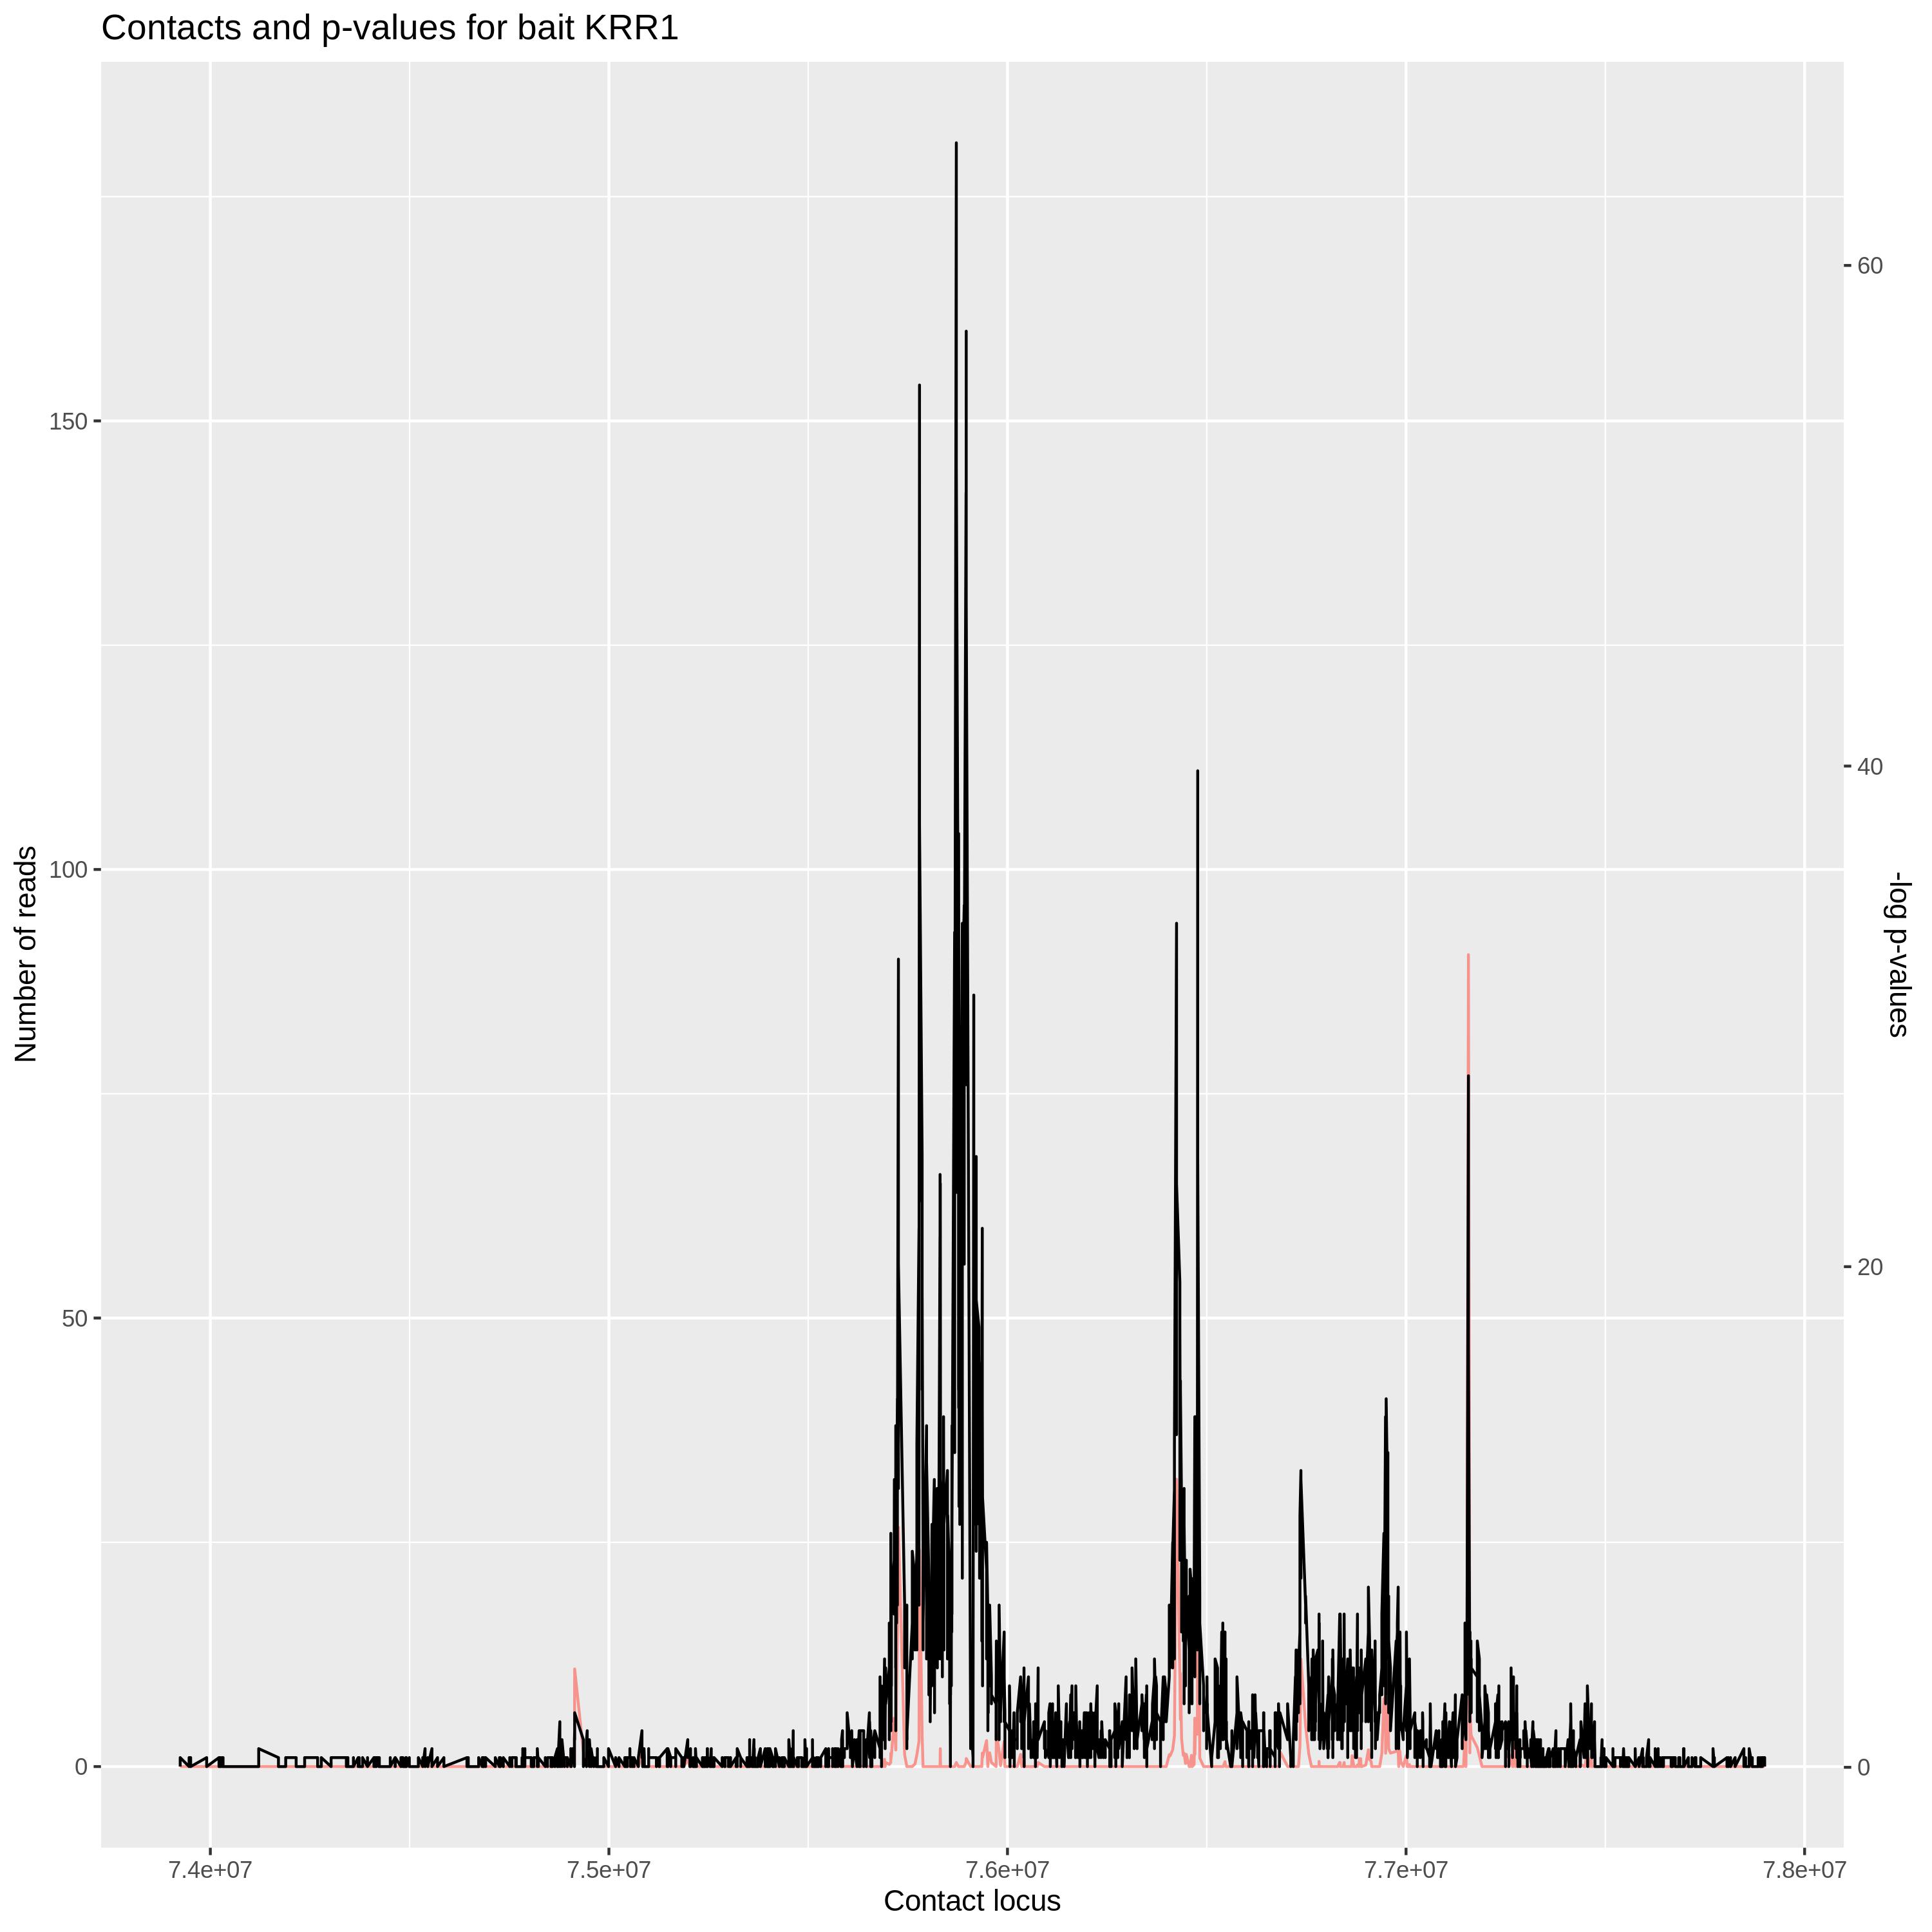 Contacts and p-values for bait KRR1
Number of reads
150
100
50
0
60
40
20
0
-log p-values
7.4e+07
7.5e+07
7.6e+07
7.7e+07
7.8e+07
Contact locus